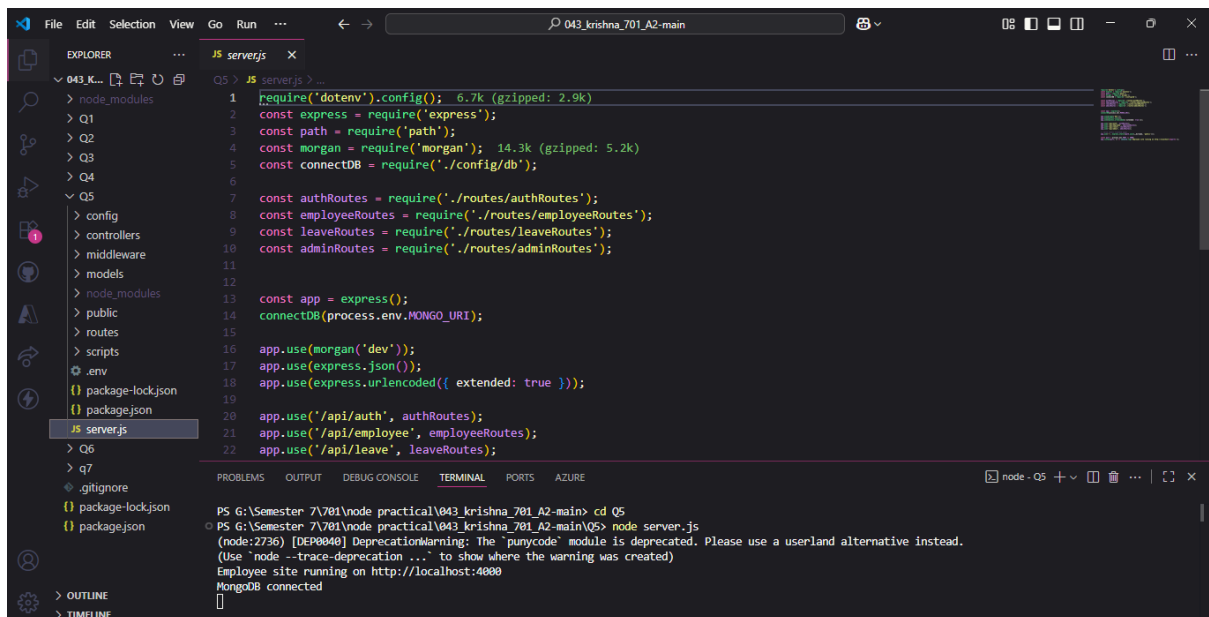 File Edit Selection View Go Run ··· ← → 043_krishna_701_A2-main
EXPLORER ···
043_K...
node_modules
Q1
Q2
Q3
Q4
Q5
config
controllers
middleware
models
node_modules
public
routes
scripts
.env
{} package-lock.json
{} package.json
JS server.js
Q6
q7
.gitignore
{} package-lock.json
{} package.json
OUTLINE
TIMELINE
1
JS server.js ×
Q5 > JS server.js > ...
1 require('dotenv').config(); 6.7k (gzipped: 2.9k)
2 const express = require('express');
3 const path = require('path');
4 const morgan = require('morgan'); 14.3k (gzipped: 5.2k)
5 const connectDB = require('./config/db');
6
7 const authRoutes = require('./routes/authRoutes');
8 const employeeRoutes = require('./routes/employeeRoutes');
9 const leaveRoutes = require('./routes/leaveRoutes');
10 const adminRoutes = require('./routes/adminRoutes');
11
12
13 const app = express();
14 connectDB(process.env.MONGO_URI);
15
16 app.use(morgan('dev'));
17 app.use(express.json());
18 app.use(express.urlencoded({ extended: true }));
19
20 app.use('/api/auth', authRoutes);
21 app.use('/api/employee', employeeRoutes);
22 app.use('/api/leave', leaveRoutes);
PROBLEMS OUTPUT DEBUG CONSOLE TERMINAL PORTS AZURE node - Q5
PS G:\Semester 7\701\node practical\043_krishna_701_A2-main> cd Q5
PS G:\Semester 7\701\node practical\043_krishna_701_A2-main\Q5> node server.js
(node:2736) [DEP0040] DeprecationWarning: The `punycode` module is deprecated. Please use a userland alternative instead.
(Use `node --trace-deprecation ...` to show where the warning was created)
Employee site running on http://localhost:4000
MongoDB connected